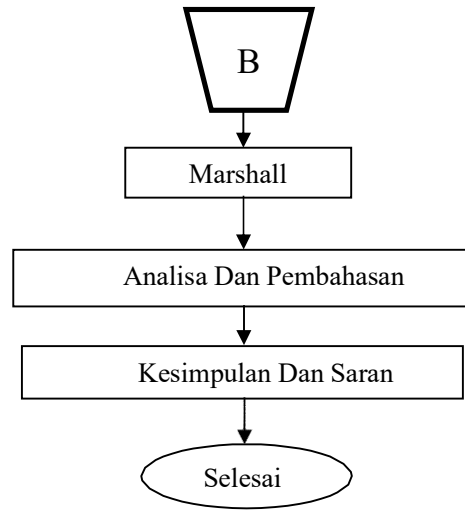 B
Marshall
Analisa Dan Pembahasan
Kesimpulan Dan Saran
Selesai